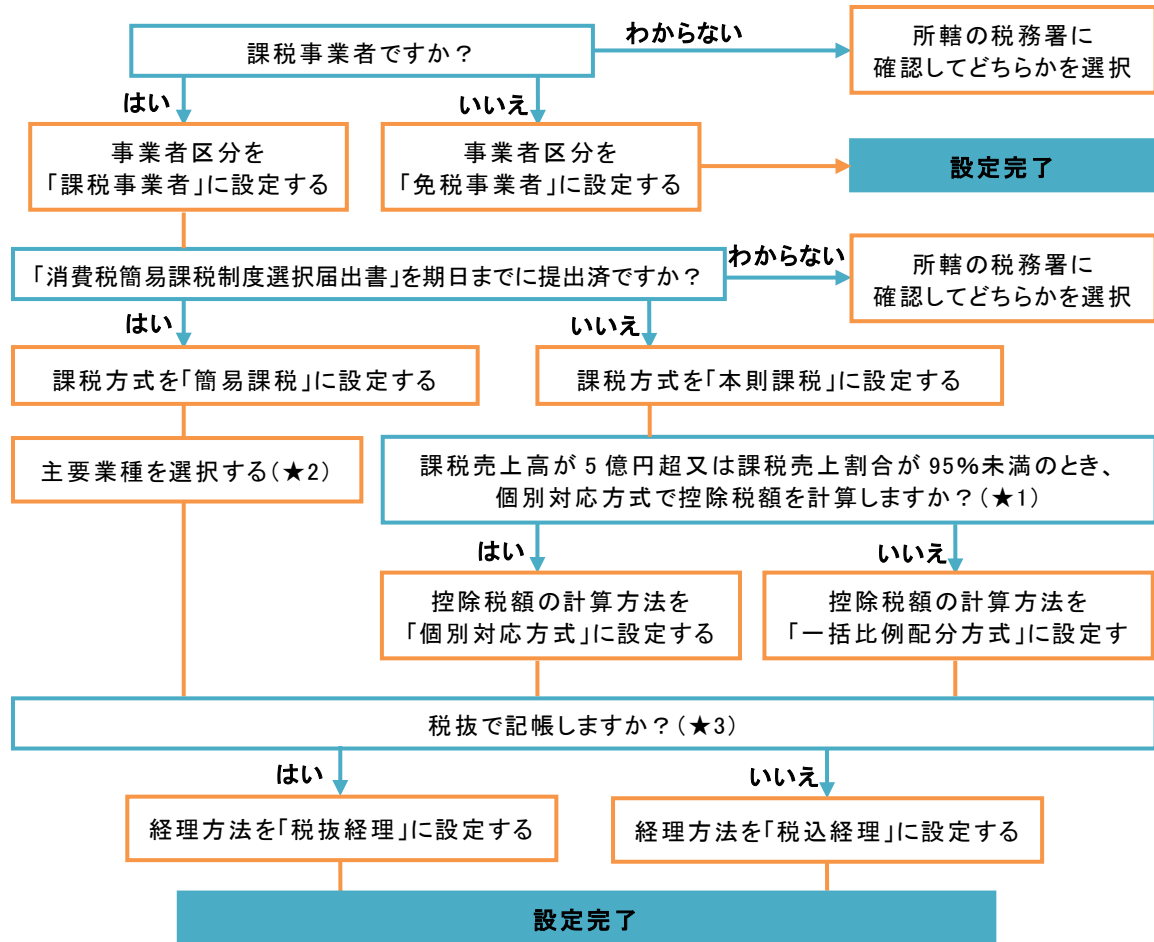 課税事業者ですか？
わからない
所轄の税務署に
確認してどちらかを選択
はい
いいえ
事業者区分を
「課税事業者」に設定する
事業者区分を
「免税事業者」に設定する
設定完了
「消費税簡易課税制度選択届出書」を期日までに提出済ですか？
わからない
所轄の税務署に
確認してどちらかを選択
はい
いいえ
課税方式を「簡易課税」に設定する
課税方式を「本則課税」に設定する
主要業種を選択する（★2）
課税売上高が 5 億円超又は課税売上割合が 95%未満のとき、
個別対応方式で控除税額を計算しますか？（★1）
はい
いいえ
控除税額の計算方法を
「個別対応方式」に設定する
控除税額の計算方法を
「一括比例配分方式」に設定す
税抜で記帳しますか？（★3）
はい
いいえ
経理方法を「税抜経理」に設定する
経理方法を「税込経理」に設定する
設定完了